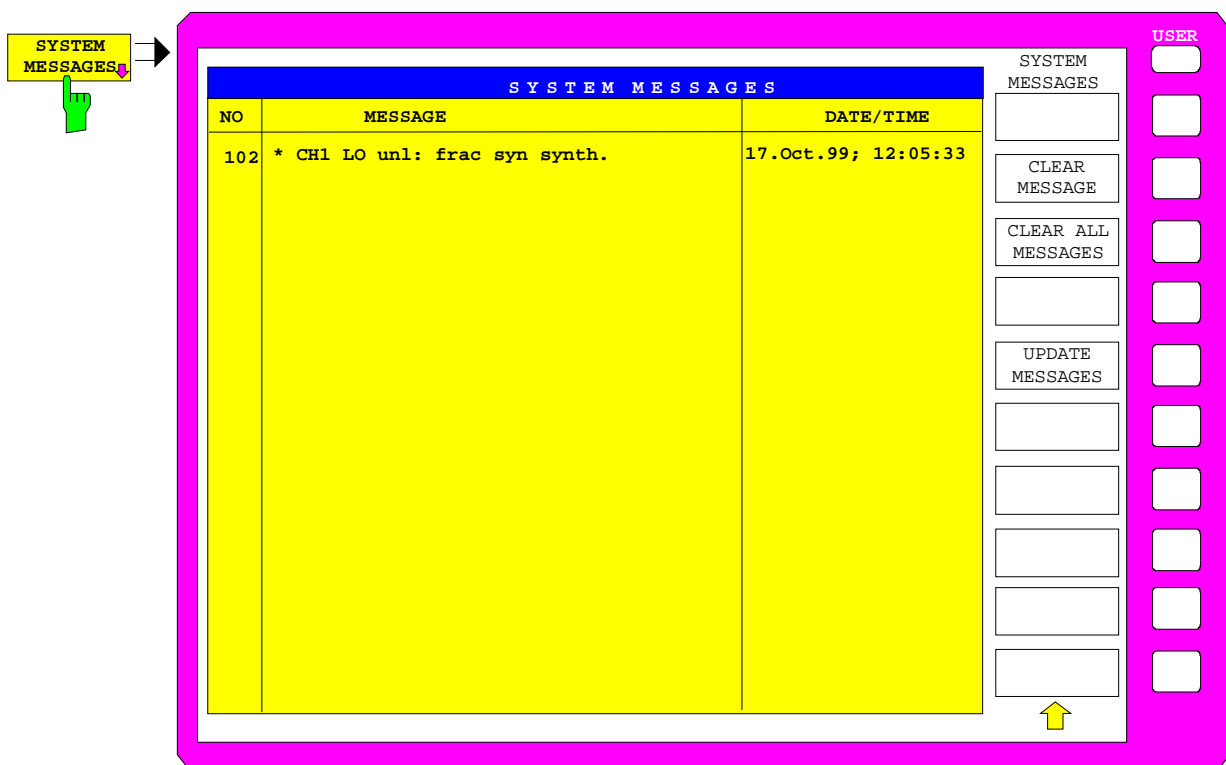 SYSTEM
MESSAGES
USER
SYSTEM
MESSAGES
SYSTEM MESSAGES
NO MESSAGE DATE/TIME
102 * CH1 LO unl: frac syn synth. 17.Oct.99; 12:05:33
CLEAR
MESSAGE
CLEAR ALL
MESSAGES
UPDATE
MESSAGES